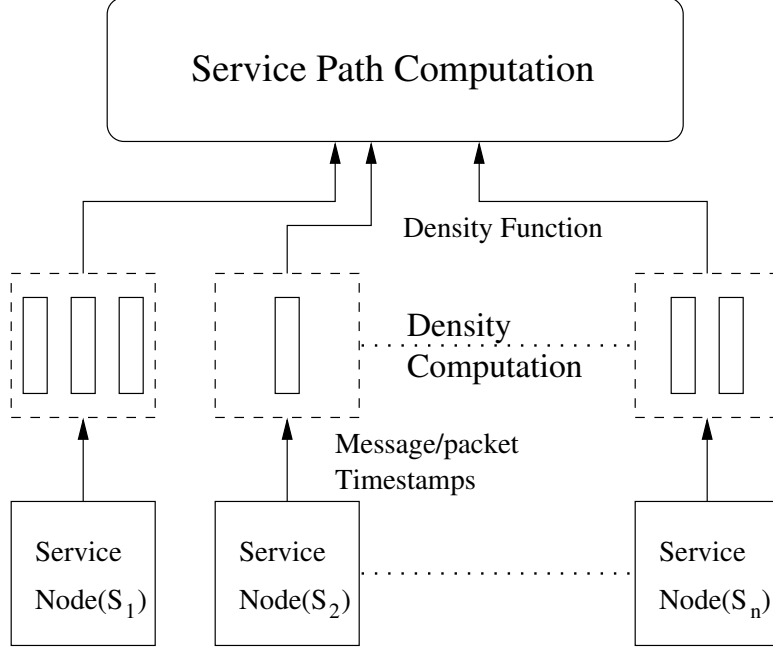 Service Path Computation
Density Function
Density
Computation
Message/packet
Timestamps
Service
Node(S1)
Service
Node(S2)
Service
Node(Sn)